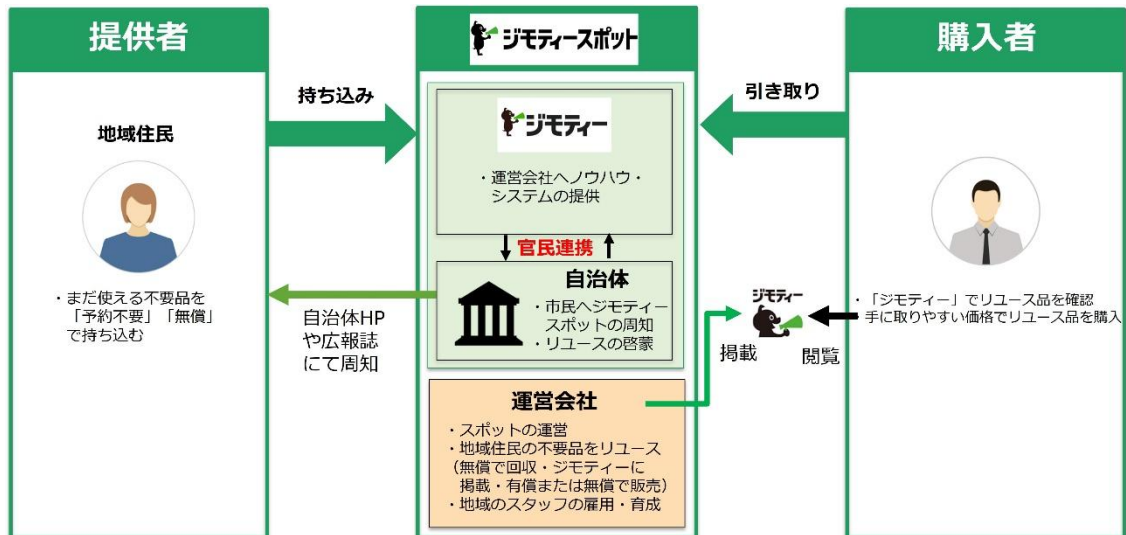 提供者
地域住民
・まだ使える不要品を
「予約不要」「無償」
で持ち込む
持ち込み
自治体HP
や広報誌
にて周知
ジモティースポット
ジモティー
・運営会社へノウハウ・
システムの提供
官民連携
自治体
・市民へジモティー
スポットの周知
・リユースの啓蒙
運営会社
・スポットの運営
・地域住民の不要品をリユース
（無償で回収・ジモティーに
掲載・有償または無償で販売）
・地域のスタッフの雇用・育成
引き取り
ジモティー
掲載
閲覧
購入者
・「ジモティー」でリユース品を確認
手に取りやすい価格でリユース品を購入